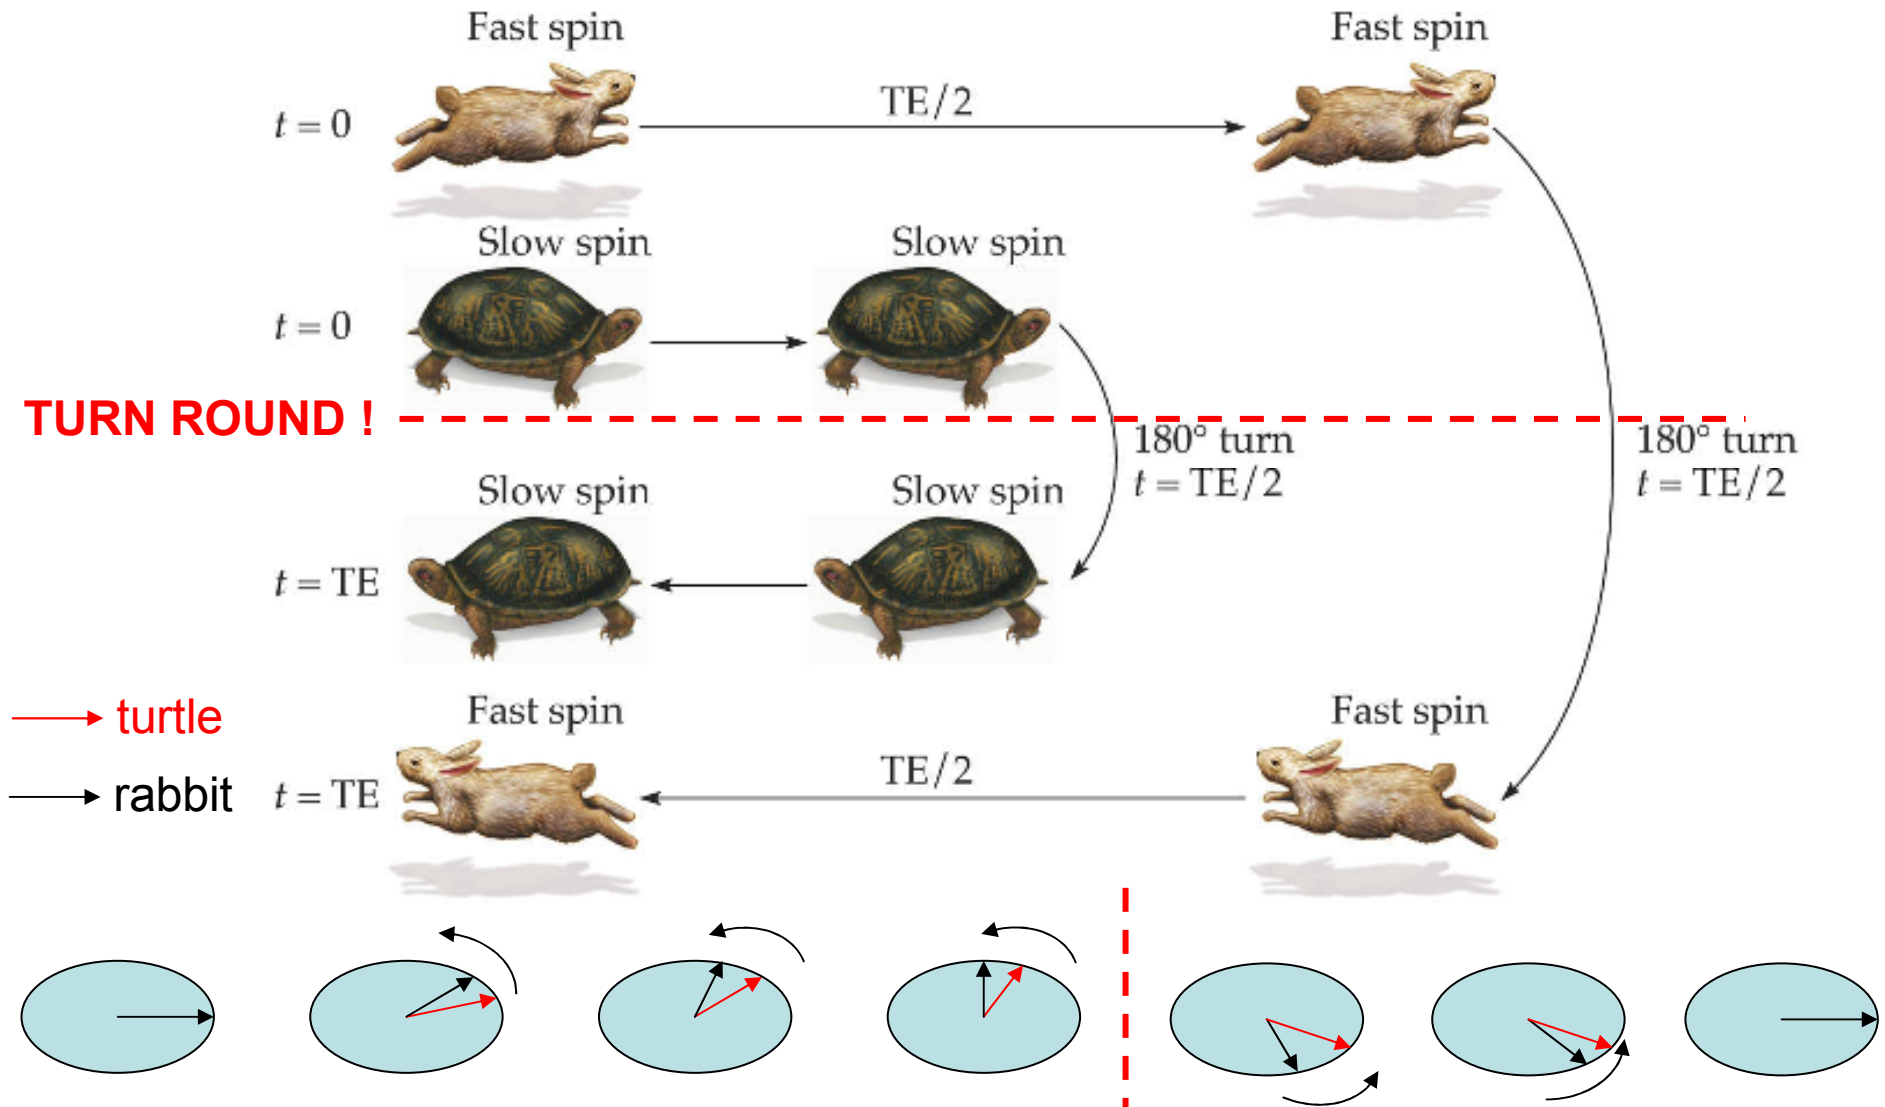 Fast spin
Fast spin
t = 0
TE/2
Slow spin
Slow spin
t = 0
TURN ROUND !
180° turn
t = TE/2
180° turn
t = TE/2
Slow spin
Slow spin
t = TE
turtle
Fast spin
Fast spin
rabbit
t = TE
TE/2